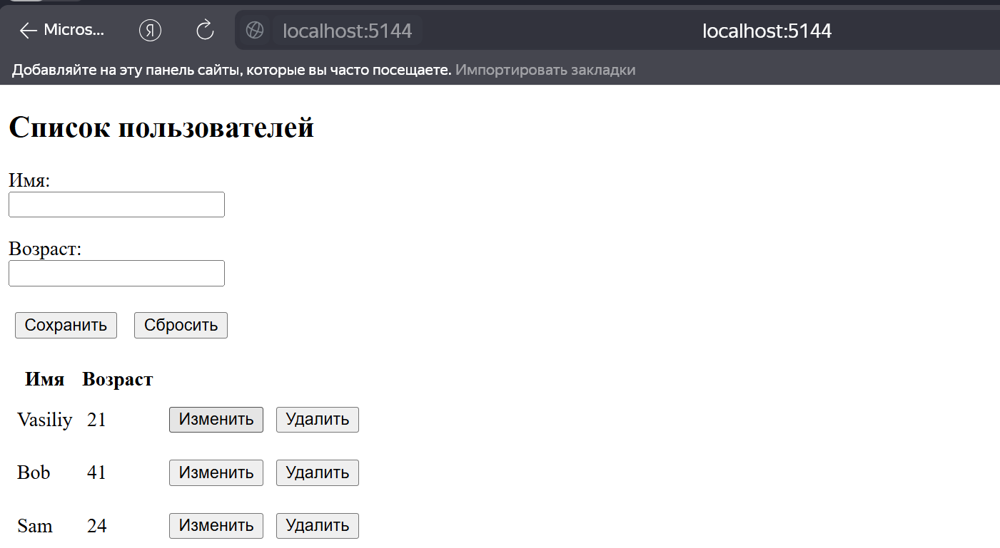 Micros... Я localhost:5144 localhost:5144
Добавляйте на эту панель сайты, которые вы часто посещаете. Импортировать закладки
Список пользователей
Имя:
Возраст:
Сохранить Сбросить
Имя Возраст
Vasiliy 21 Изменить Удалить
Bob 41 Изменить Удалить
Sam 24 Изменить Удалить